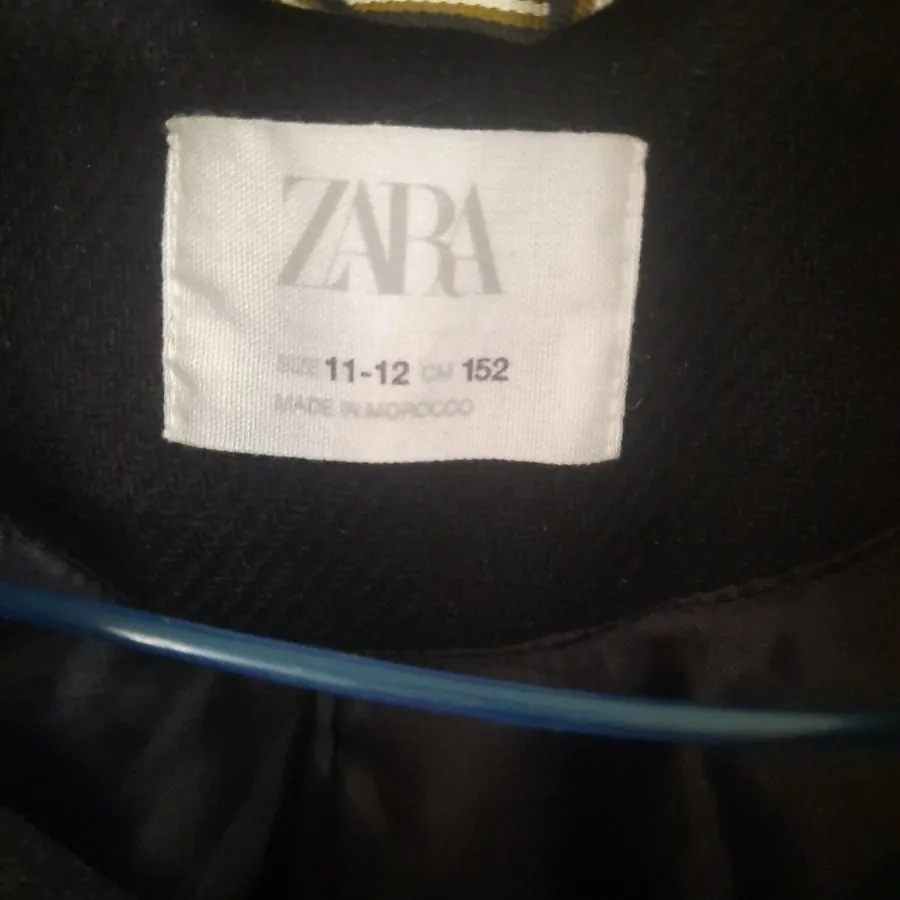 ZARA
SIZE 11-12 CM 152
MADE IN MOROCCO